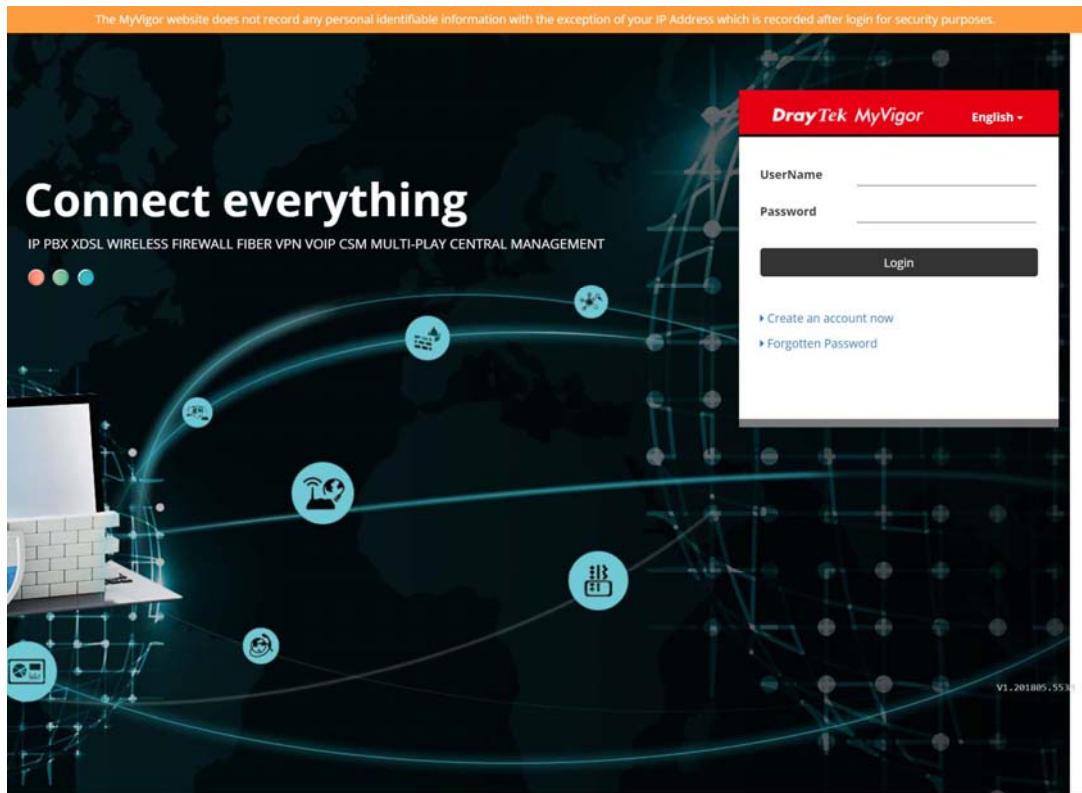 The MyVigor website does not record any personal identifiable information with the exception of your IP Address which is recorded after login for security purposes.
DrayTek MyVigor English
UserName
Password
Login
Create an account now
Forgotten Password
Connect everything
IP PBX XDSL WIRELESS FIREWALL FIBER VPN VOIP CSM MULTI-PLAY CENTRAL MANAGEMENT